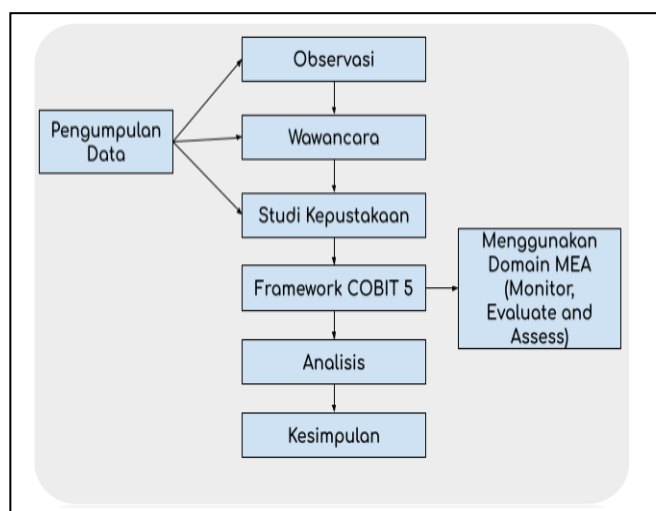 Observasi
Pengumpulan
Data
Wawancara
Studi Kepustakaan
Menggunakan
Domain MEA
(Monitor,
Evaluate and
Assess)
Framework COBIT 5
Analisis
Kesimpulan